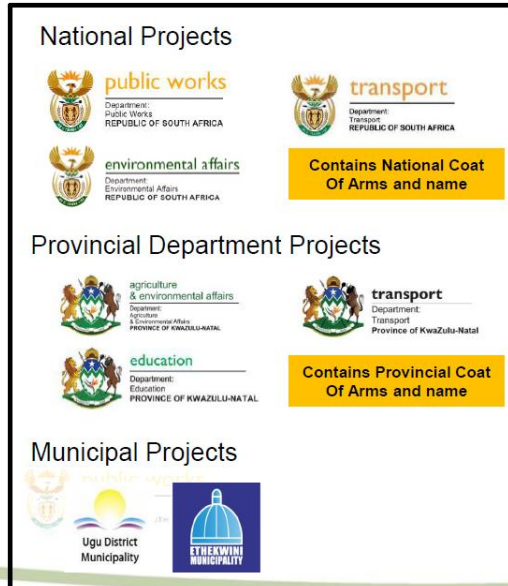 National Projects
public works
Department:
Public Works
REPUBLIC OF SOUTH AFRICA
transport
Department:
Transport
REPUBLIC OF SOUTH AFRICA
environmental affairs
Department:
Environmental Affairs
REPUBLIC OF SOUTH AFRICA
Contains National Coat
Of Arms and name
Provincial Department Projects
agriculture
& environmental affairs
Department:
Agriculture
& Environmental Affairs
PROVINCE OF KWAZULU-NATAL
transport
Department:
Transport
Province of KwaZulu-Natal
education
Department:
Education
PROVINCE OF KWAZULU-NATAL
Contains Provincial Coat
Of Arms and name
Municipal Projects
public works
Ugu District
Municipality
ETHEKWINI
MUNICIPALITY